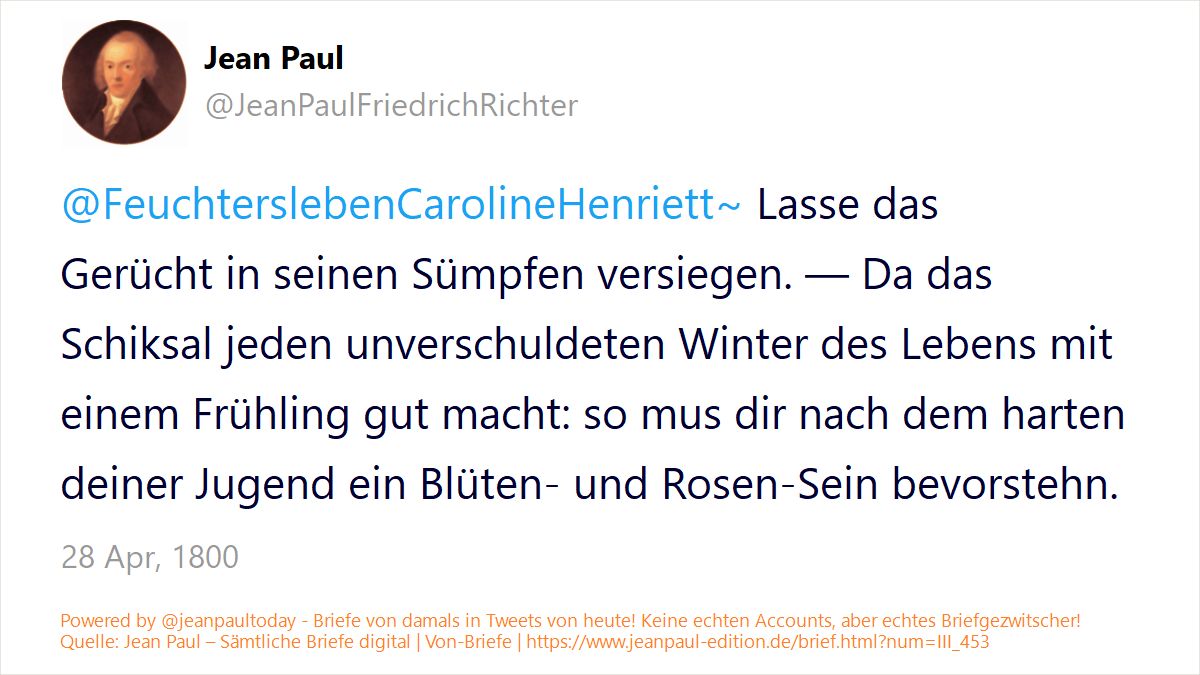 Jean Paul
@JeanPaulFriedrichRichter
@FeuchterslebenCarolineHenriett~ Lasse das
Gerücht in seinen Sümpfen versiegen. — Da das
Schiksal jeden unverschuldeten Winter des Lebens mit
einem Frühling gut macht: so mus dir nach dem harten
deiner Jugend ein Blüten- und Rosen-Sein bevorstehn.
28 Apr, 1800
Powered by @jeanpaultoday - Briefe von damals in Tweets von heute! Keine echten Accounts, aber echtes Briefgezwitscher!
Quelle: Jean Paul – Sämtliche Briefe digital | Von-Briefe | https://www.jeanpaul-edition.de/brief.html?num=III_453